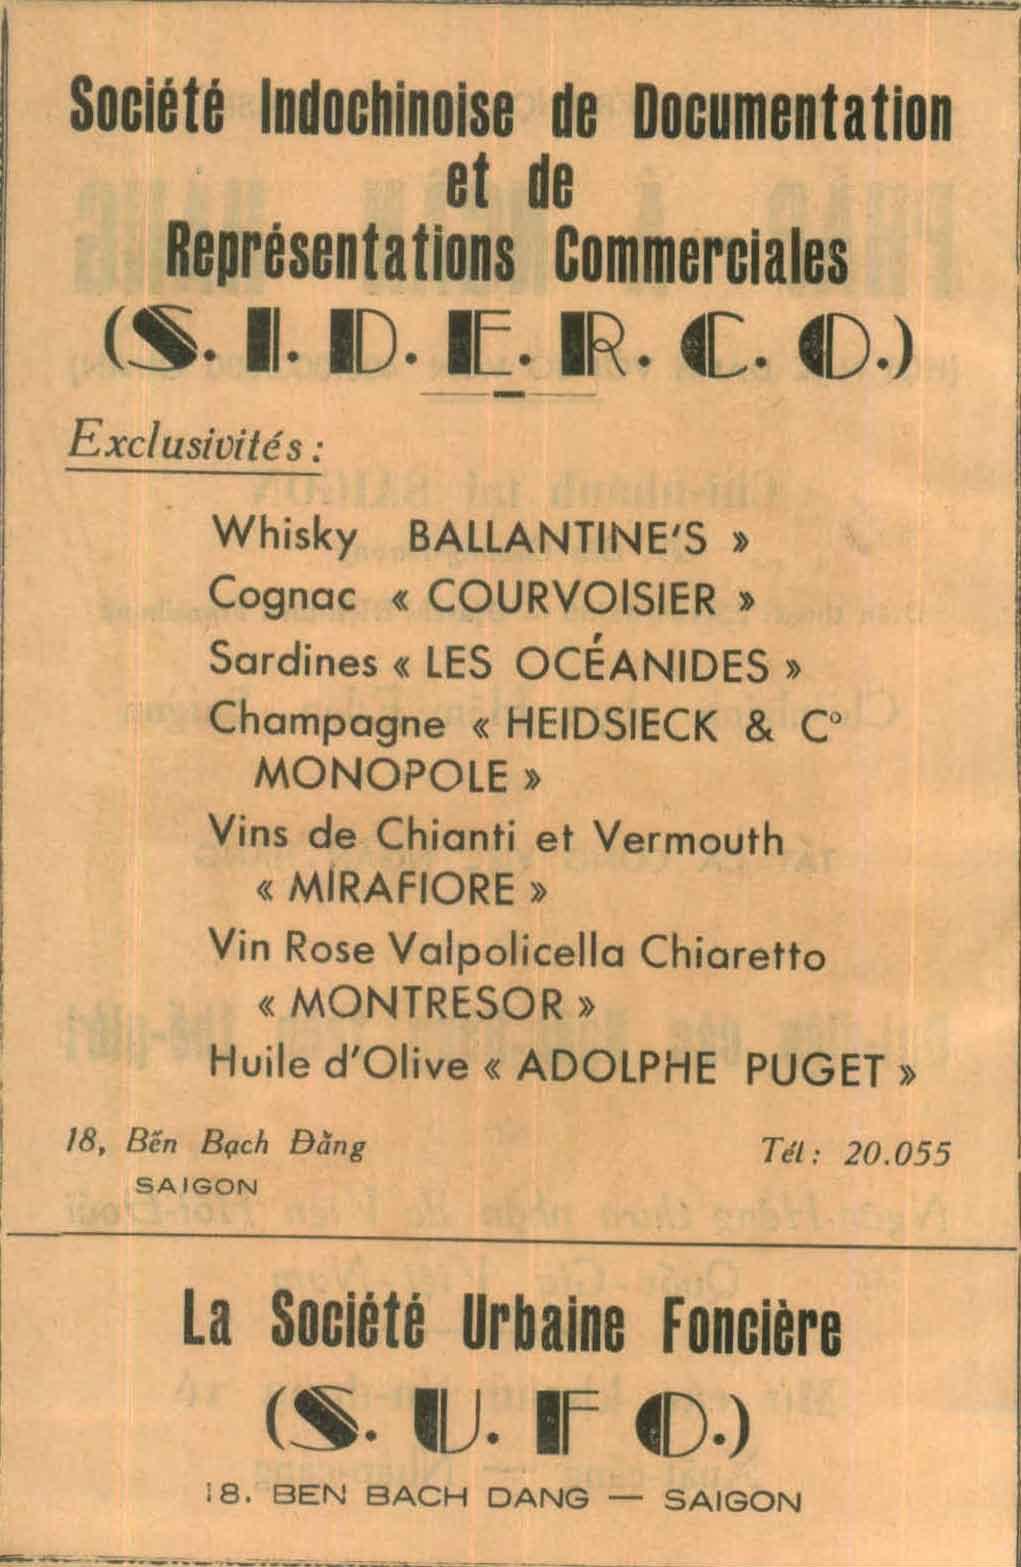 Société Indochinoise de Documentation
et de
Représentations Commerciales
(S. I. D. E. R. C. O.)
Exclusivités :
Whisky BALLANTINE'S »
Cognac « COURVOISIER »
Sardines « LES OCÉANIDES »
Champagne « HEIDSIECK & C°
MONOPOLE »
Vins de Chianti et Vermouth
« MIRAFIORE »
Vin Rose Valpolicella Chiaretto
« MONTRESOR »
Huile d'Olive « ADOLPHE PUGET »
18, Bến Bạch Đằng Tél : 20.055
SAIGON
La Société Urbaine Foncière
(S. U. F O.)
18. BEN BACH DANG — SAIGON